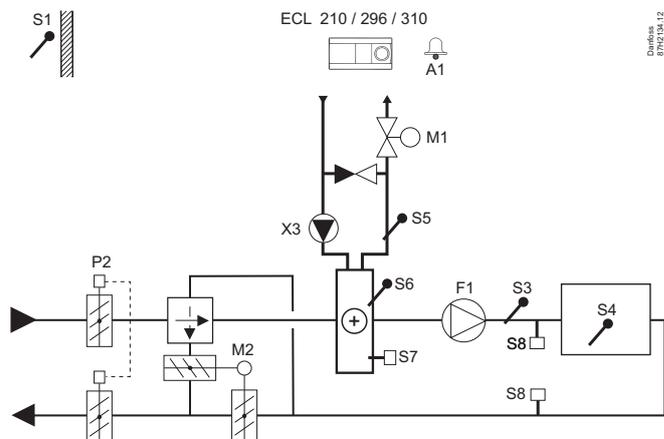 S1
ECL 210 / 296 / 310
Danfoss
87H2134.12
A1
M1
X3
S5
P2
S6
F1
S3
S4
S8
M2
S7
S8